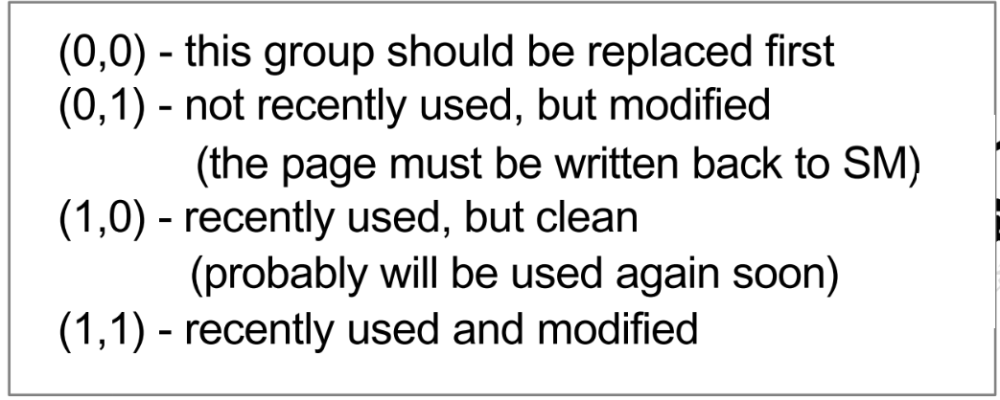 (0,0) - this group should be replaced first
(0,1) - not recently used, but modified
(the page must be written back to SM)
(1,0) - recently used, but clean
(probably will be used again soon)
(1,1) - recently used and modified